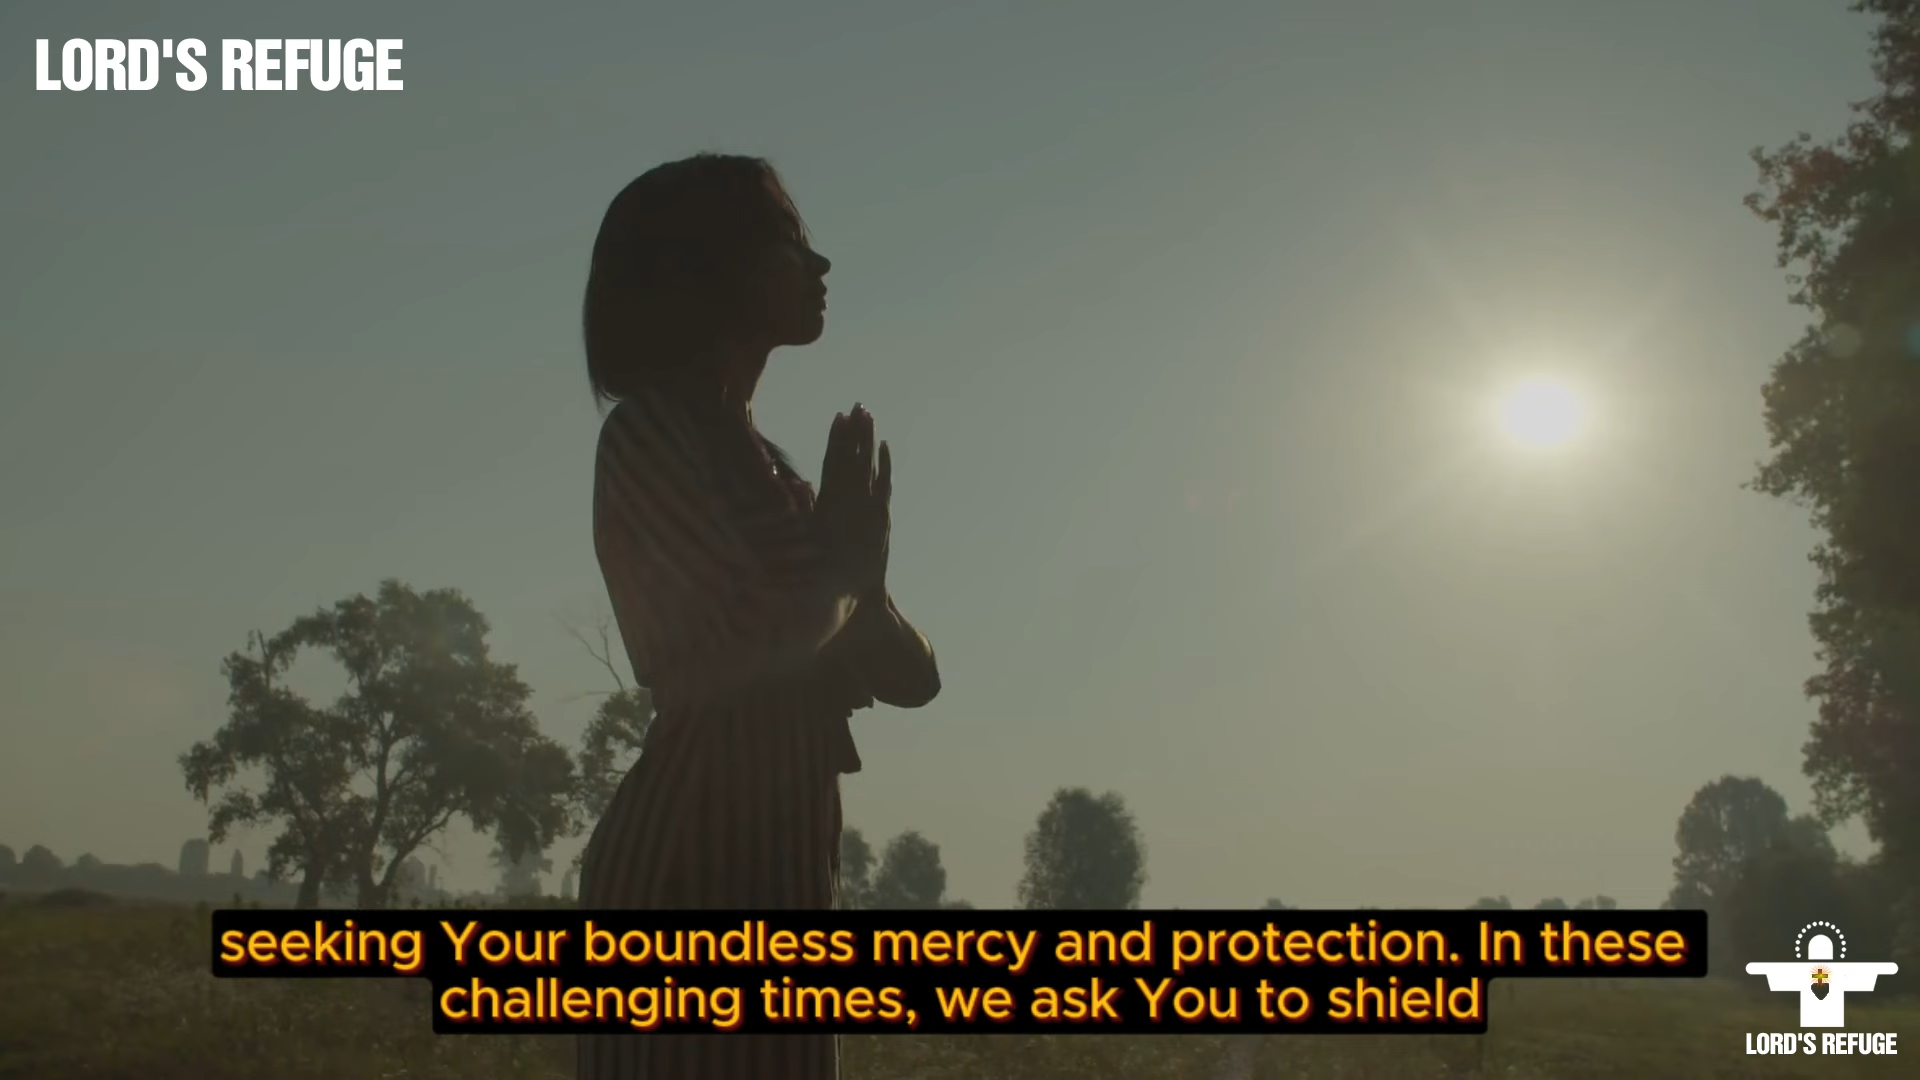 LORD'S REFUGE
seeking Your boundless mercy and protection. In these
challenging times, we ask You to shield
LORD'S REFUGE